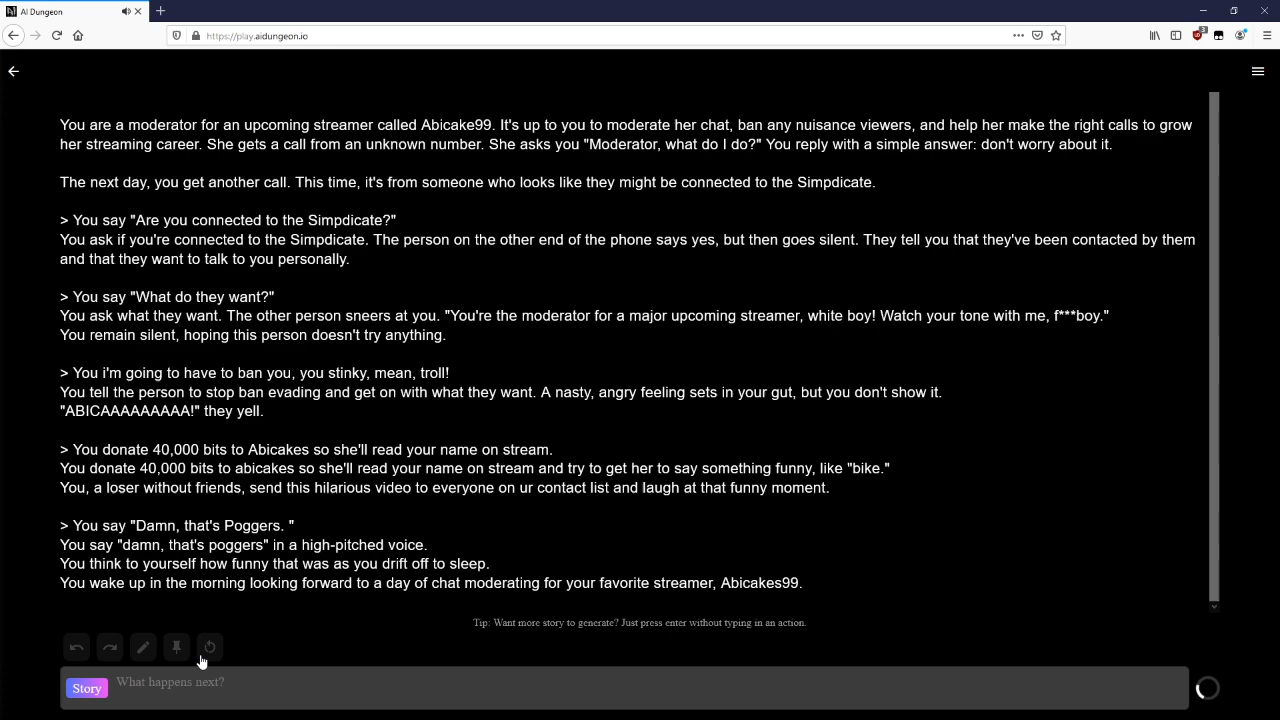 AI Dungeon
https://play.aidungeon.io
You are a moderator for an upcoming streamer called Abicake99. It's up to you to moderate her chat, ban any nuisance viewers, and help her make the right calls to grow
her streaming career. She gets a call from an unknown number. She asks you "Moderator, what do I do?" You reply with a simple answer: don't worry about it.
The next day, you get another call. This time, it's from someone who looks like they might be connected to the Simpdicate.
> You say "Are you connected to the Simpdicate?"
You ask if you're connected to the Simpdicate. The person on the other end of the phone says yes, but then goes silent. They tell you that they've been contacted by them
and that they want to talk to you personally.
> You say "What do they want?"
You ask what they want. The other person sneers at you. "You're the moderator for a major upcoming streamer, white boy! Watch your tone with me, f***boy."
You remain silent, hoping this person doesn't try anything.
> You i'm going to have to ban you, you stinky, mean, troll!
You tell the person to stop ban evading and get on with what they want. A nasty, angry feeling sets in your gut, but you don't show it.
"ABICAAAAAAAAA!" they yell.
> You donate 40,000 bits to Abicakes so she'll read your name on stream.
You donate 40,000 bits to abicakes so she'll read your name on stream and try to get her to say something funny, like "bike."
You, a loser without friends, send this hilarious video to everyone on ur contact list and laugh at that funny moment.
> You say "Damn, that's Poggers. "
You say "damn, that's poggers" in a high-pitched voice.
You think to yourself how funny that was as you drift off to sleep.
You wake up in the morning looking forward to a day of chat moderating for your favorite streamer, Abicakes99.
Tip: Want more story to generate? Just press enter without typing in an action.
Story What happens next?